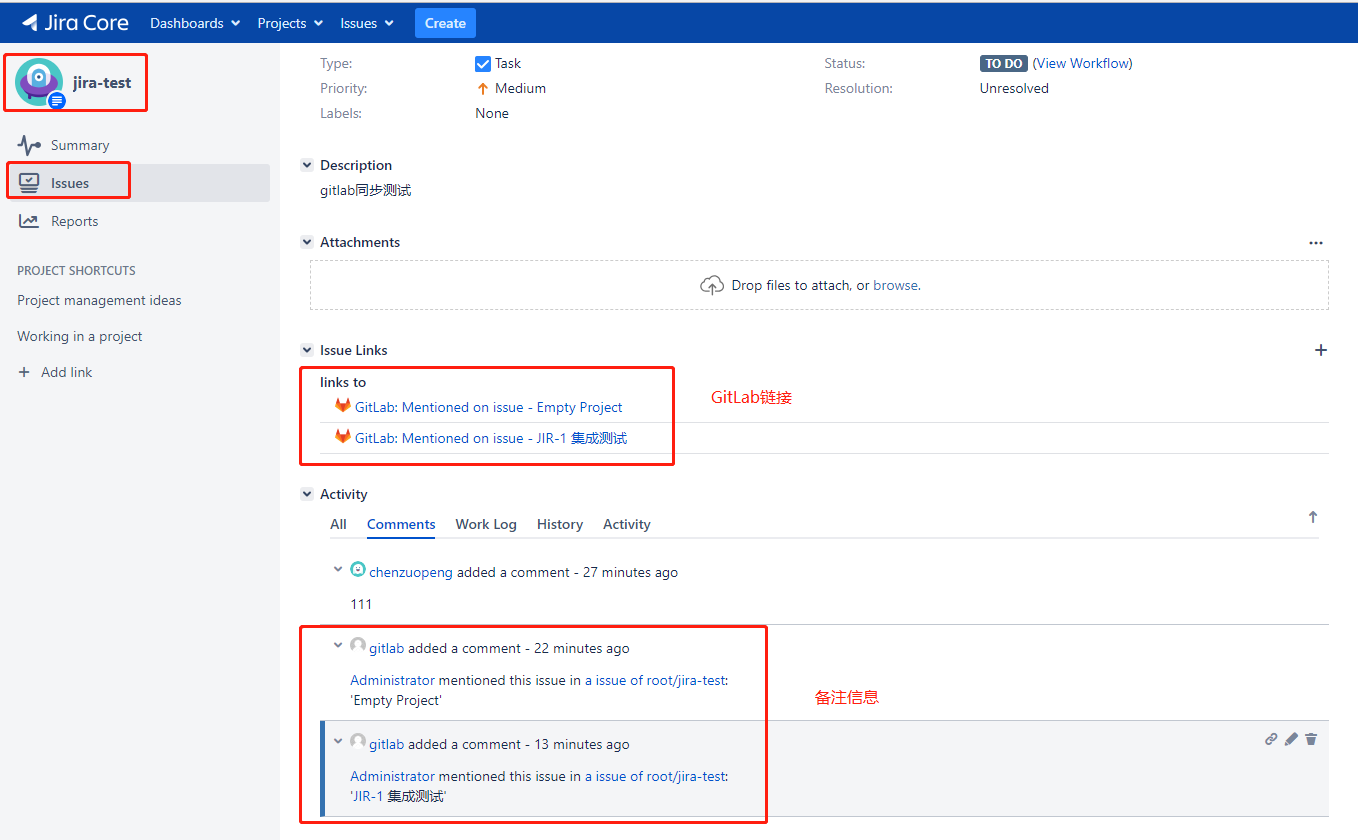 Jira Core Dashboards Projects Issues Create
jira-test
Summary
Issues
Reports
PROJECT SHORTCUTS
Project management ideas
Working in a project
+ Add link
Type: Task Status: TO DO (View Workflow)
Priority: Medium Resolution: Unresolved
Labels: None
Description
gitlab同步测试
Attachments
Drop files to attach, or browse.
Issue Links
links to
GitLab: Mentioned on issue - Empty Project
GitLab链接
GitLab: Mentioned on issue - JIR-1 集成测试
Activity
All Comments Work Log History Activity
chenzuopeng added a comment - 27 minutes ago
111
gitlab added a comment - 22 minutes ago
Administrator mentioned this issue in a issue of root/jira-test:
'Empty Project'
备注信息
gitlab added a comment - 13 minutes ago
Administrator mentioned this issue in a issue of root/jira-test:
'JIR-1 集成测试'